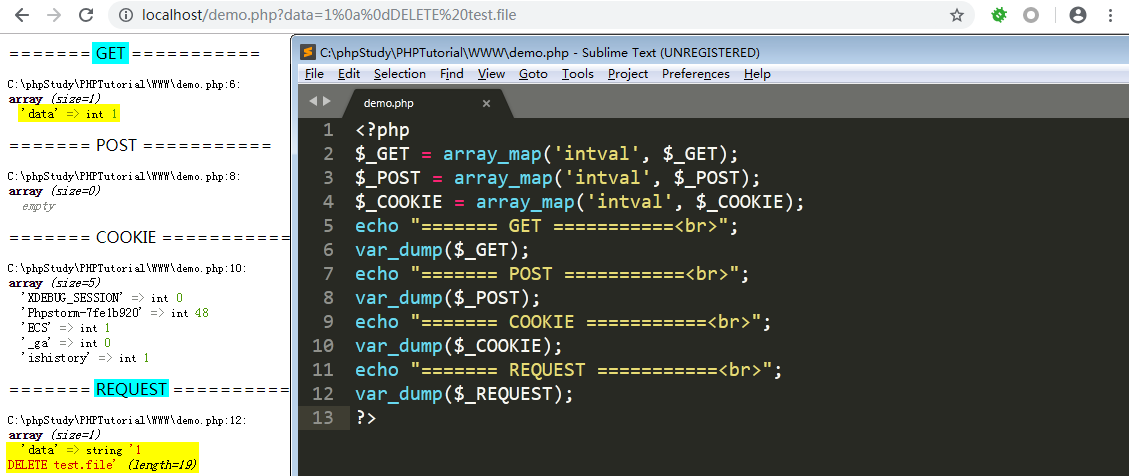 localhost/demo.php?data=1%0a%0dDELETE%20test.file
======= GET ===========
C:\phpStudy\PHPTutorial\WWW\demo.php:6:
array (size=1)
'data' => int 1
======= POST ===========
C:\phpStudy\PHPTutorial\WWW\demo.php:8:
array (size=0)
empty
======= COOKIE ===========
C:\phpStudy\PHPTutorial\WWW\demo.php:10:
array (size=5)
'XDEBUG_SESSION' => int 0
'Phpstorm-7fe1b920' => int 48
'ECS' => int 1
'_ga' => int 0
'ishistory' => int 1
======= REQUEST ===========
C:\phpStudy\PHPTutorial\WWW\demo.php:12:
array (size=1)
'data' => string '1
DELETE test.file' (length=19)
C:\phpStudy\PHPTutorial\WWW\demo.php - Sublime Text (UNREGISTERED)
File Edit Selection Find View Goto Tools Project Preferences Help
demo.php ×
1 <?php
2 $_GET = array_map('intval', $_GET);
3 $_POST = array_map('intval', $_POST);
4 $_COOKIE = array_map('intval', $_COOKIE);
5 echo "======= GET ===========<br>";
6 var_dump($_GET);
7 echo "======= POST ===========<br>";
8 var_dump($_POST);
9 echo "======= COOKIE ===========<br>";
10 var_dump($_COOKIE);
11 echo "======= REQUEST ===========<br>";
12 var_dump($_REQUEST);
13 ?>